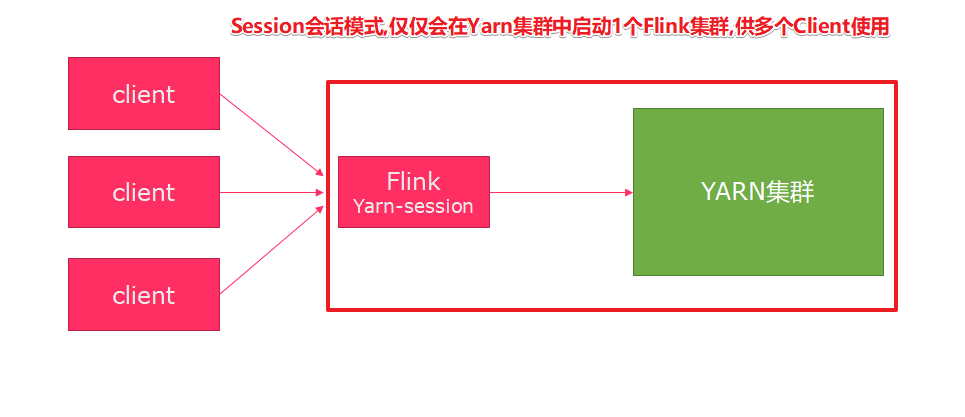 Session会话模式,仅仅会在Yarn集群中启动1个Flink集群,供多个Client使用
client
client
client
Flink
Yarn-session
YARN集群